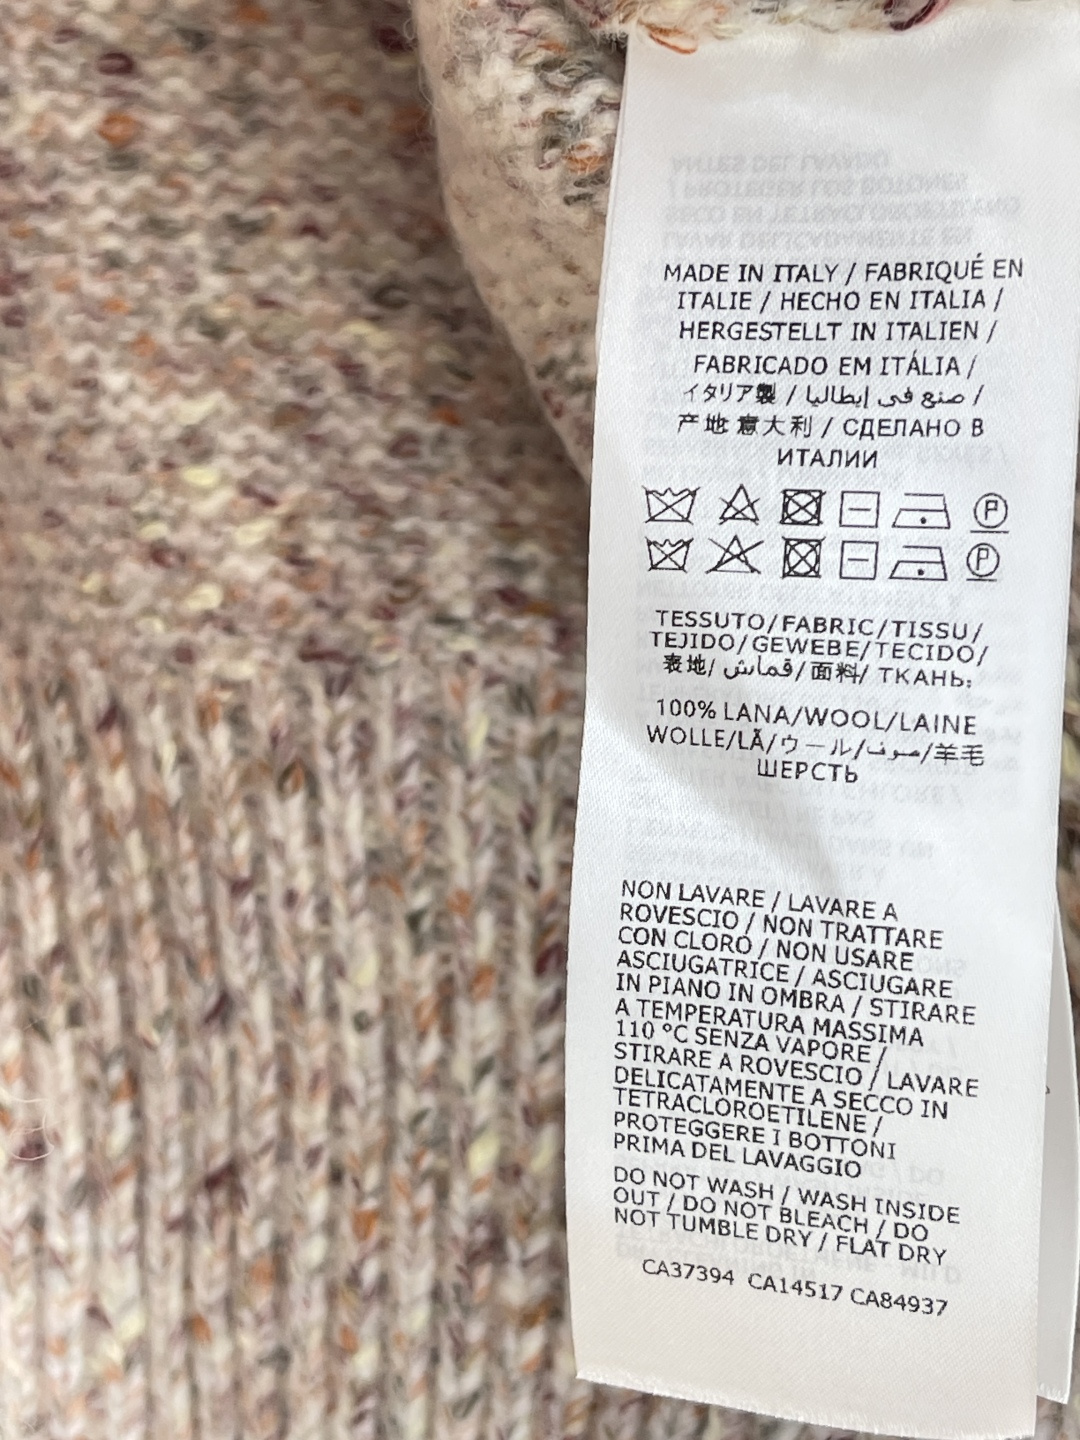 MADE IN ITALY / FABRIQUÉ EN
ITALIE / HECHO EN ITALIA /
HERGESTELLT IN ITALIEN /
FABRICADO EM ITÁLIA /
イタリア製 / صنع في إيطاليا /
产地 意大利 / СДЕЛАНО В
ИТАЛИИ
P
P
TESSUTO/FABRIC/TISSU/
TEJIDO/GEWEBE/TECIDO/
表地/ قماش/ 面料/ ТКАНЬ:
100% LANA/WOOL/LAINE
WOLLE/LÃ/ウール/صوف/羊毛
ШЕРСТЬ
NON LAVARE / LAVARE A
ROVESCIO / NON TRATTARE
CON CLORO / NON USARE
ASCIUGATRICE / ASCIUGARE
IN PIANO IN OMBRA / STIRARE
A TEMPERATURA MASSIMA
110 °C SENZA VAPORE /
STIRARE A ROVESCIO / LAVARE
DELICATAMENTE A SECCO IN
TETRACLOROETILENE /
PROTEGGERE I BOTTONI
PRIMA DEL LAVAGGIO
DO NOT WASH / WASH INSIDE
OUT / DO NOT BLEACH / DO
NOT TUMBLE DRY / FLAT DRY
CA37394 CA14517 CA84937